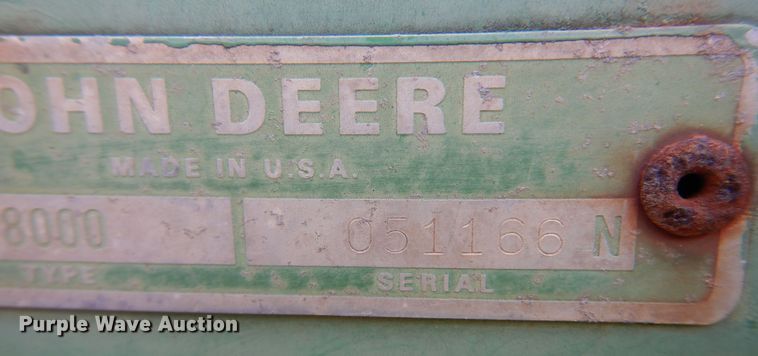 OHN DEERE
MADE IN U.S.A.
8000 051166 N
TYPE SERIAL
Purple Wave Auction